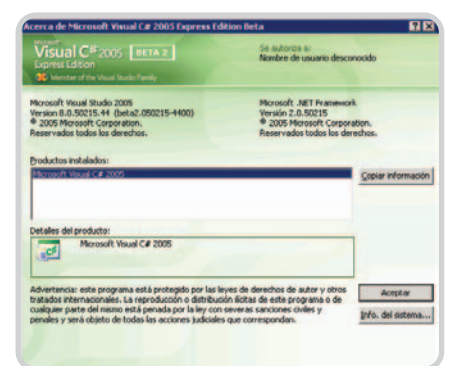 Acerca de Microsoft Visual C# 2005 Express Edition Beta
Visual C# 2005 BETA 2
Express Edition
Member of the Visual Studio Family
Se autoriza a:
Nombre de usuario desconocido
Microsoft Visual Studio 2005
Version 8.0.50215.44 (beta2.050215-4400)
© 2005 Microsoft Corporation.
Reservados todos los derechos.
Microsoft .NET Framework
Versión 2.0.50215
© 2005 Microsoft Corporation.
Reservados todos los derechos.
Productos instalados:
Microsoft Visual C# 2005
Copiar información
Detalles del producto:
Microsoft Visual C# 2005
Advertencia: este programa está protegido por las leyes de derechos de autor y otros
tratados internacionales. La reproducción o distribución ilícitas de este programa o de
cualquier parte del mismo está penada por la ley con severas sanciones civiles y
penales y será objeto de todas las acciones judiciales que correspondan.
Aceptar
Info. del sistema...